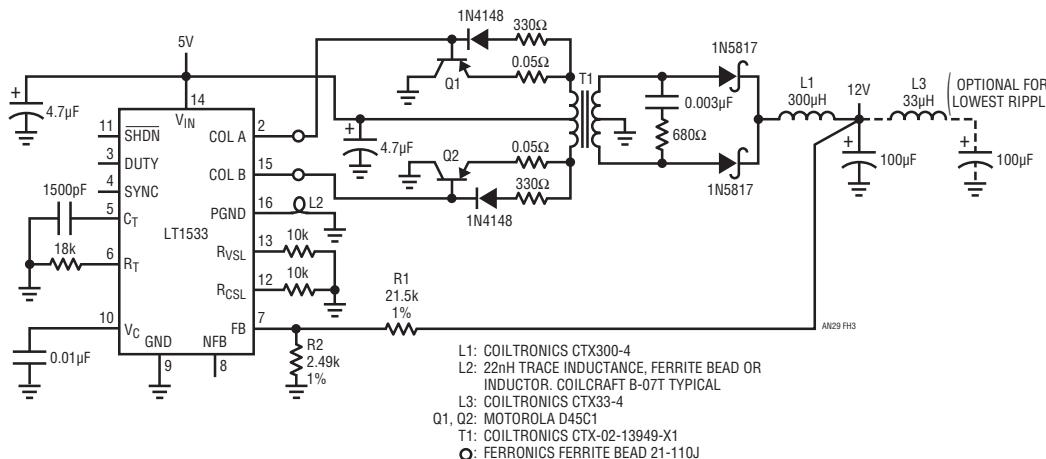 1N4148
330Ω
5V
0.05Ω
T1
1N5817
Q1
L1
300µH
12V
L3
33µH
(OPTIONAL FOR
LOWEST RIPPLE
+
4.7µF
14
VIN
11
SHDN
COL A
2
+
4.7µF
0.003µF
680Ω
+
100µF
+
100µF
3
DUTY
COL B
15
Q2
0.05Ω
330Ω
1N4148
1N5817
4
SYNC
1500pF
5
CT
PGND
16
L2
LT1533
18k
6
RT
RVSL
13
10k
RCSL
12
10k
10
VC
FB
7
R1
21.5k
1%
AN29 FH3
0.01µF
GND
NFB
9
8
R2
2.49k
1%
L1: COILTRONICS CTX300-4
L2: 22nH TRACE INDUCTANCE, FERRITE BEAD OR
INDUCTOR. COILCRAFT B-07T TYPICAL
L3: COILTRONICS CTX33-4
Q1, Q2: MOTOROLA D45C1
T1: COILTRONICS CTX-02-13949-X1
: FERRONICS FERRITE BEAD 21-110J